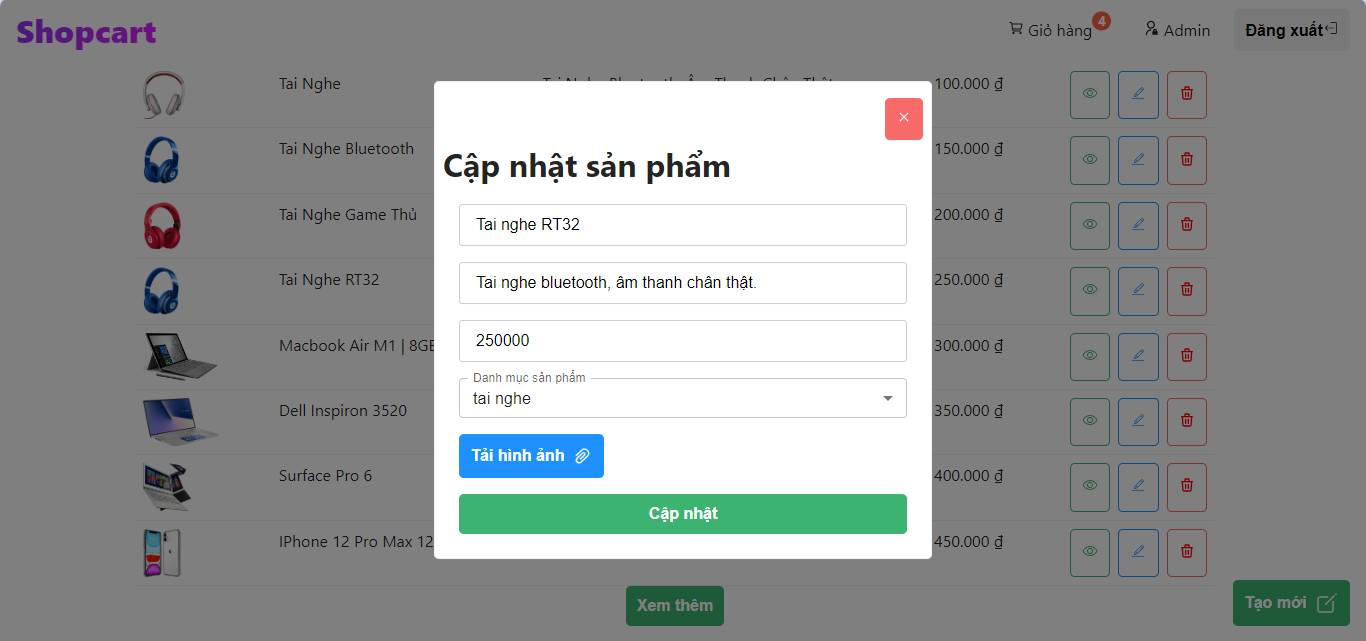 Shopcart
Giỏ hàng 4
Admin
Đăng xuất
Tai Nghe
100.000 ₫
Tai Nghe Bluetooth
150.000 ₫
Tai Nghe Game Thủ
200.000 ₫
Tai Nghe RT32
250.000 ₫
Macbook Air M1 | 8GB
300.000 ₫
Dell Inspiron 3520
350.000 ₫
Surface Pro 6
400.000 ₫
IPhone 12 Pro Max 12
450.000 ₫
Cập nhật sản phẩm
Tai nghe RT32
Tai nghe bluetooth, âm thanh chân thật.
250000
Danh mục sản phẩm
tai nghe
Tải hình ảnh
Cập nhật
Xem thêm
Tạo mới